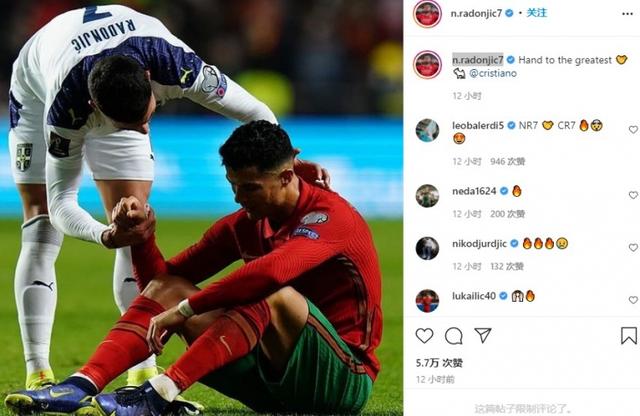 RADONJIĆ
7
n.radonjic7 • 关注
n.radonjic7 Hand to the greatest
@cristiano
12 小时
leobalerdi5 NR7 CR7
12 小时 946 次赞
neda1624
12 小时 200 次赞
nikodjurdjic
12 小时 132 次赞
lukailic40
5.7万 次赞
12 小时前
这篇帖子限制评论了。